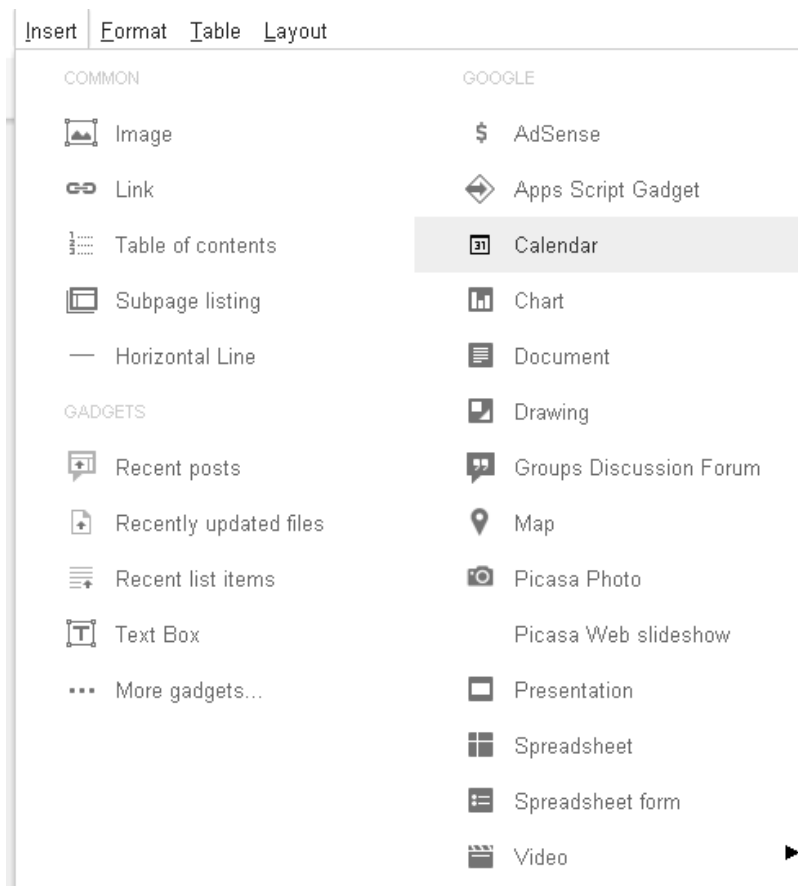 Insert Format Table Layout
COMMON
Image
Link
Table of contents
Subpage listing
Horizontal Line
GADGETS
Recent posts
Recently updated files
Recent list items
Text Box
More gadgets...
GOOGLE
$ AdSense
Apps Script Gadget
31 Calendar
Chart
Document
Drawing
Groups Discussion Forum
Map
Picasa Photo
Picasa Web slideshow
Presentation
Spreadsheet
Spreadsheet form
Video